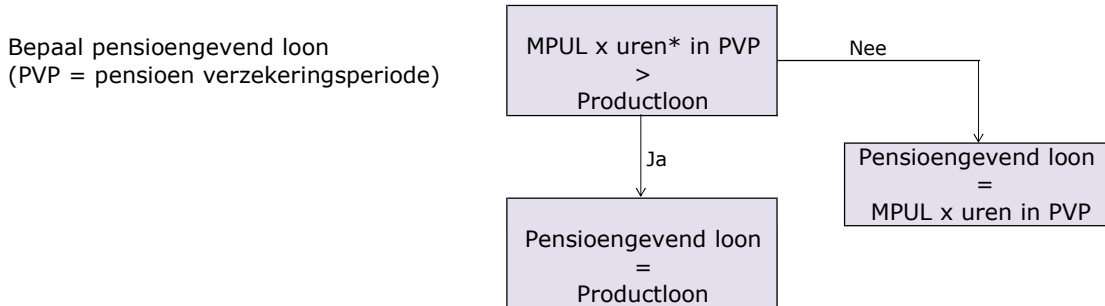 Bepaal pensioengevend loon
(PVP = pensioen verzekeringsperiode)
MPUL x uren* in PVP
>
Productloon
Nee
Ja
Pensioengevend loon
=
MPUL x uren in PVP
Pensioengevend loon
=
Productloon